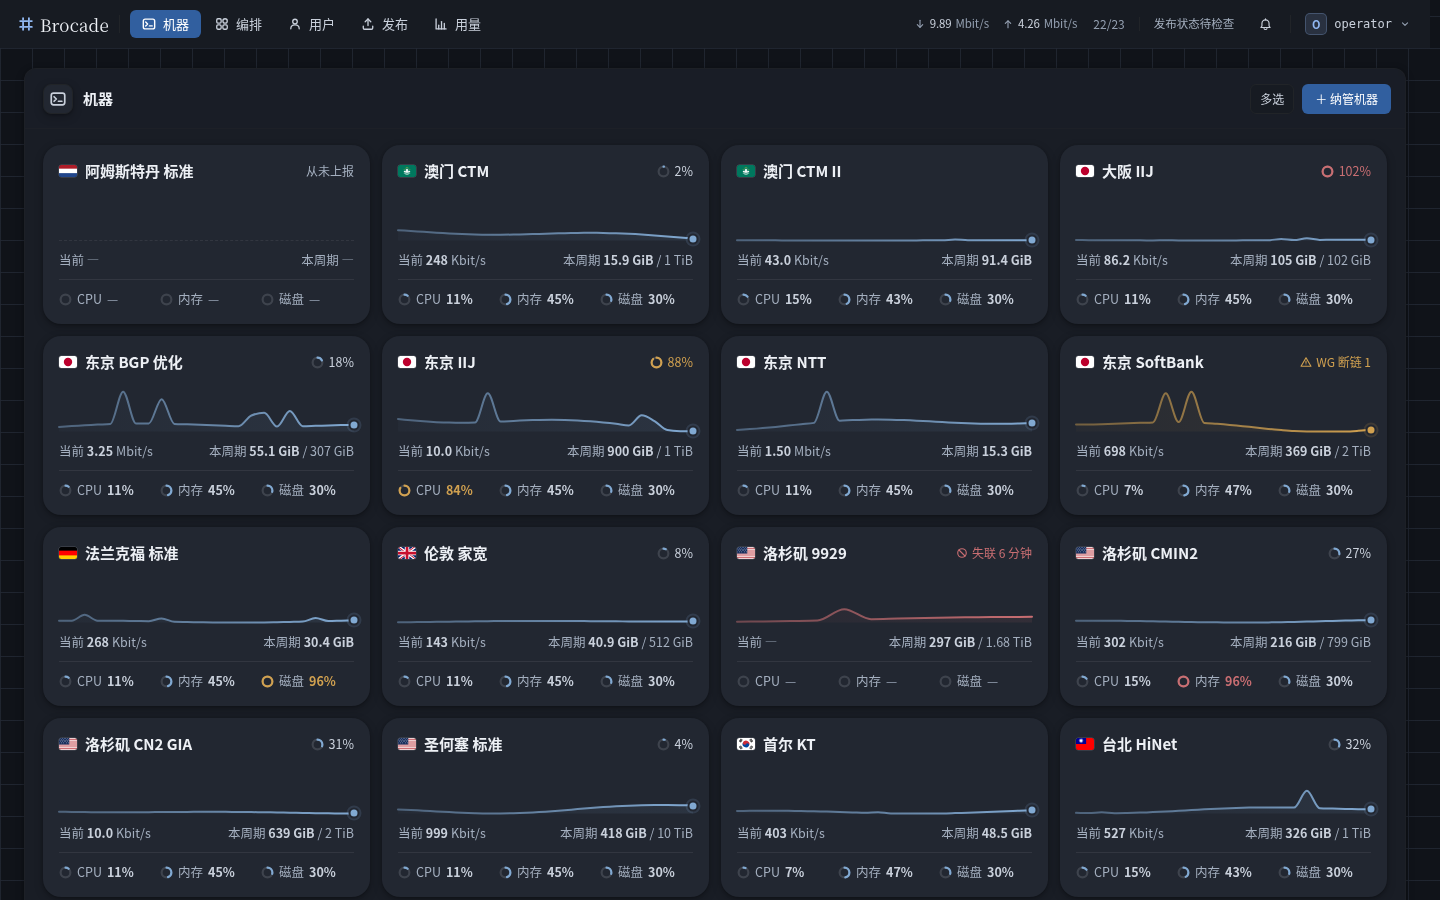 Brocade 机器 编排 用户 发布 用量 ↓ 9.89 Mbit/s ↑ 4.26 Mbit/s 22/23 发布状态待检查 O operator
机器 多选 + 纳管机器
阿姆斯特丹 标准 从未上报
当前 — 本周期 —
CPU — 内存 — 磁盘 —
澳门 CTM 2%
当前 248 Kbit/s 本周期 15.9 GiB / 1 TiB
CPU 11% 内存 45% 磁盘 30%
澳门 CTM II
当前 43.0 Kbit/s 本周期 91.4 GiB
CPU 15% 内存 43% 磁盘 30%
大阪 IIJ 102%
当前 86.2 Kbit/s 本周期 105 GiB / 102 GiB
CPU 11% 内存 45% 磁盘 30%
东京 BGP 优化 18%
当前 3.25 Mbit/s 本周期 55.1 GiB / 307 GiB
CPU 11% 内存 45% 磁盘 30%
东京 IIJ 88%
当前 10.0 Kbit/s 本周期 900 GiB / 1 TiB
CPU 84% 内存 45% 磁盘 30%
东京 NTT
当前 1.50 Mbit/s 本周期 15.3 GiB
CPU 11% 内存 45% 磁盘 30%
东京 SoftBank WG 断链 1
当前 698 Kbit/s 本周期 369 GiB / 2 TiB
CPU 7% 内存 47% 磁盘 30%
法兰克福 标准
当前 268 Kbit/s 本周期 30.4 GiB
CPU 11% 内存 45% 磁盘 96%
伦敦 家宽 8%
当前 143 Kbit/s 本周期 40.9 GiB / 512 GiB
CPU 11% 内存 45% 磁盘 30%
洛杉矶 9929 失联 6 分钟
当前 — 本周期 297 GiB / 1.68 TiB
CPU — 内存 — 磁盘 —
洛杉矶 CMIN2 27%
当前 302 Kbit/s 本周期 216 GiB / 799 GiB
CPU 15% 内存 96% 磁盘 30%
洛杉矶 CN2 GIA 31%
当前 10.0 Kbit/s 本周期 639 GiB / 2 TiB
CPU 11% 内存 45% 磁盘 30%
圣何塞 标准 4%
当前 999 Kbit/s 本周期 418 GiB / 10 TiB
CPU 11% 内存 45% 磁盘 30%
首尔 KT
当前 403 Kbit/s 本周期 48.5 GiB
CPU 7% 内存 47% 磁盘 30%
台北 HiNet 32%
当前 527 Kbit/s 本周期 326 GiB / 1 TiB
CPU 15% 内存 43% 磁盘 30%